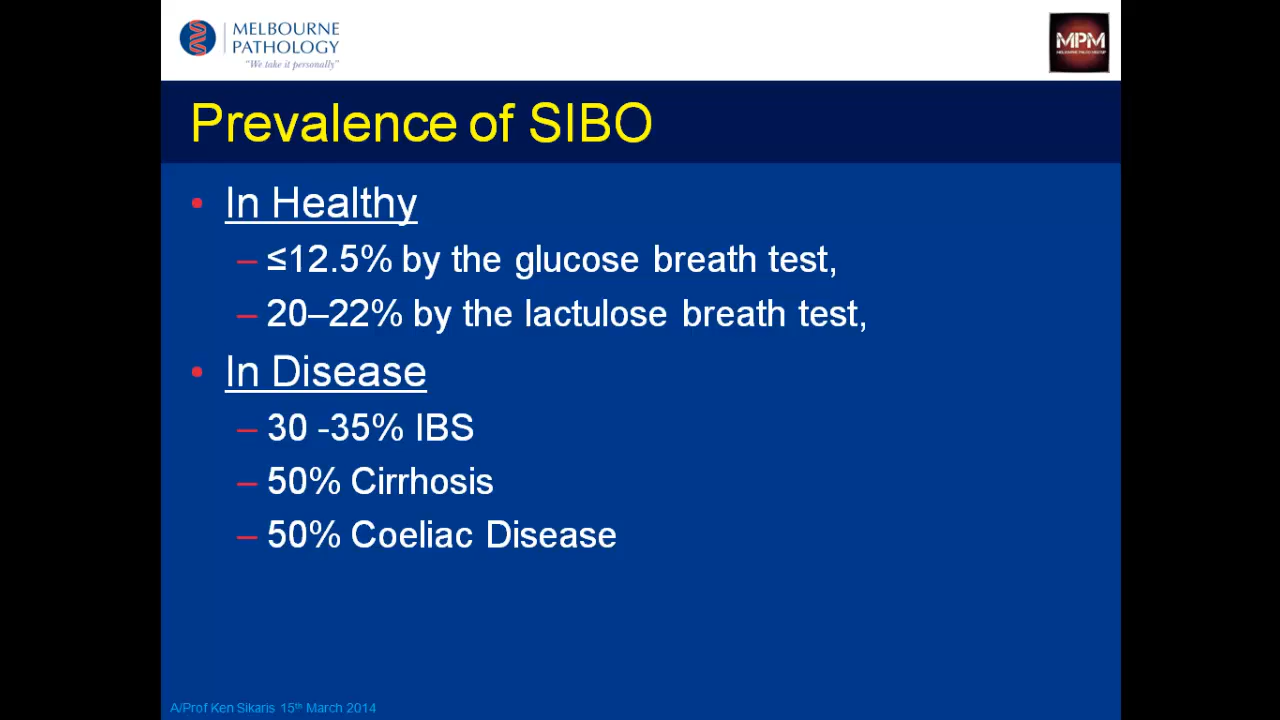 MELBOURNE
PATHOLOGY
"We take it personally"
MPM
Prevalence of SIBO
• In Healthy
– ≤12.5% by the glucose breath test,
– 20–22% by the lactulose breath test,
• In Disease
– 30 -35% IBS
– 50% Cirrhosis
– 50% Coeliac Disease
A/Prof Ken Sikaris 15th March 2014